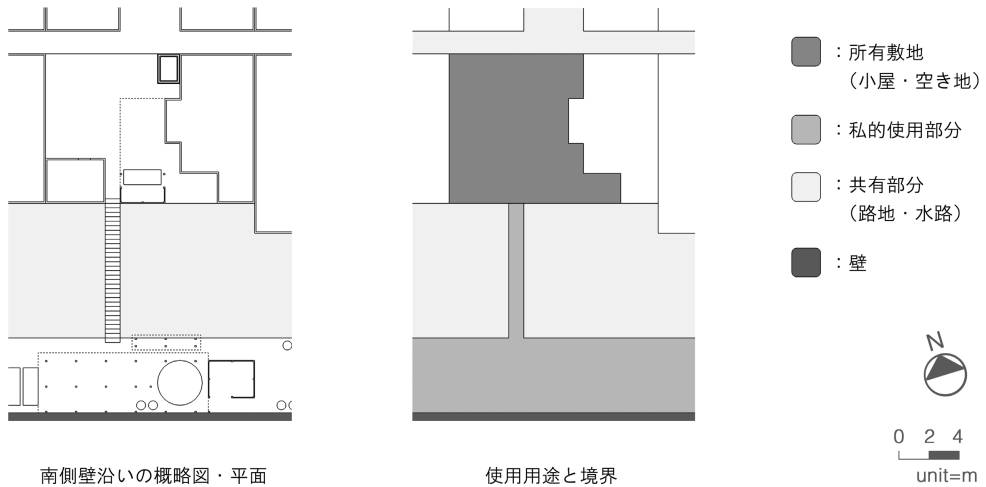 ：所有敷地
（小屋・空き地）
：私的使用部分
：共有部分
（路地・水路）
：壁
N
0 2 4
unit=m
南側壁沿いの概略図・平面
使用用途と境界